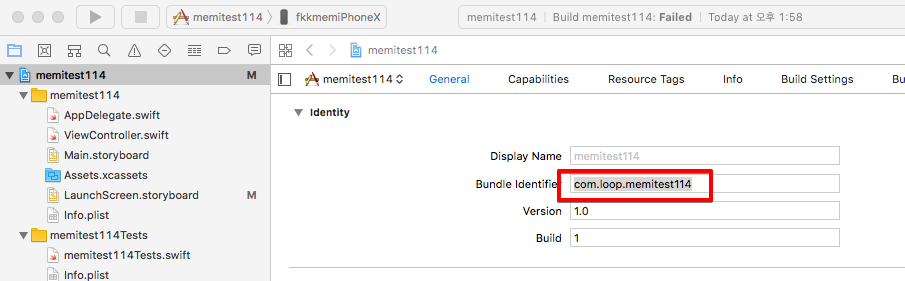 memitest114 fkkmemiPhoneX memitest114 | Build memitest114: Failed | Today at 오후 1:58
memitest114
memitest114 M
memitest114 General Capabilities Resource Tags Info Build Settings Bu
memitest114
Identity
AppDelegate.swift
ViewController.swift
Main.storyboard
Display Name memitest114
Assets.xcassets
Bundle Identifier com.loop.memitest114
LaunchScreen.storyboard M
Version 1.0
Info.plist
memitest114Tests
Build 1
memitest114Tests.swift
Info.plist